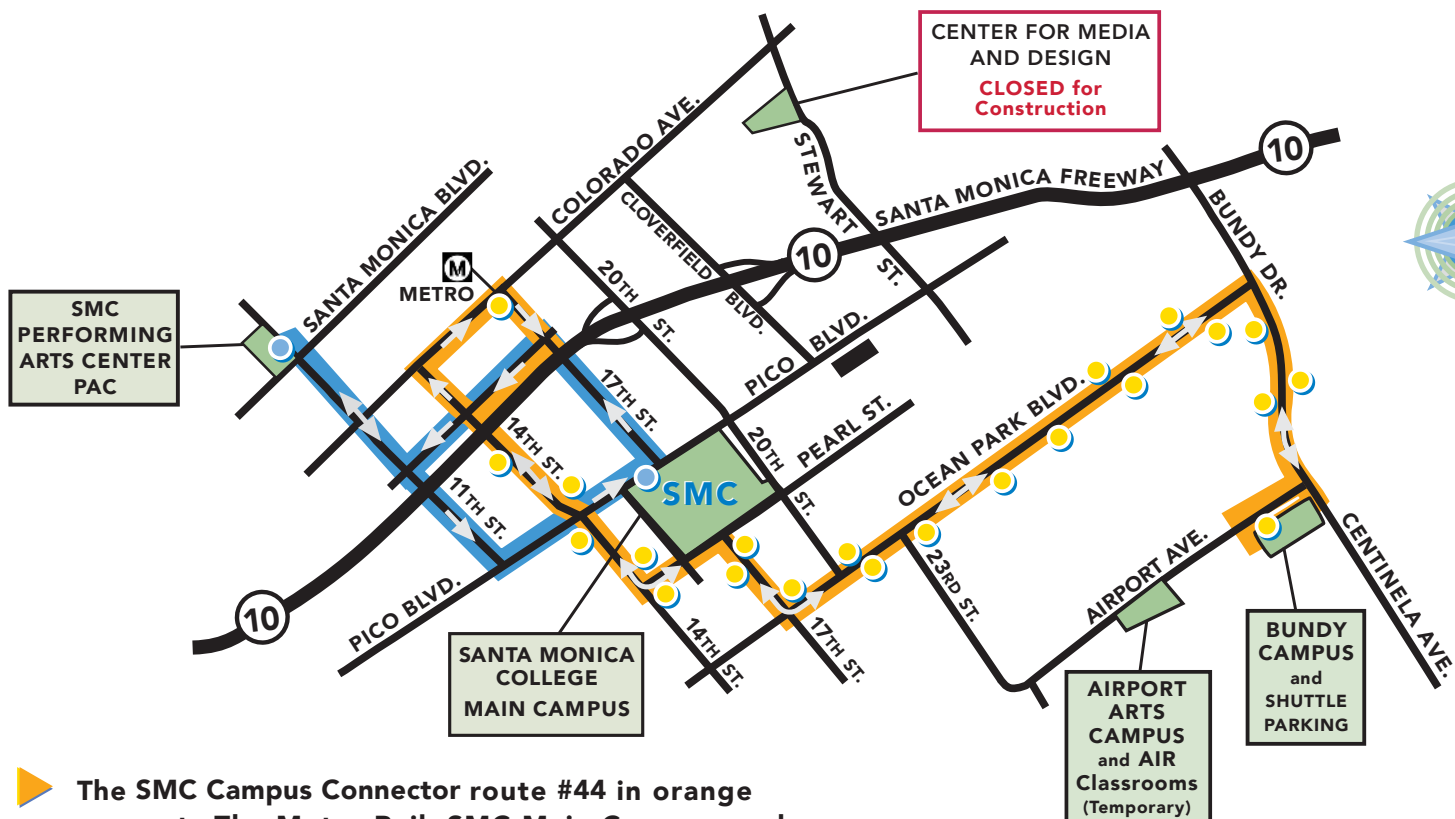 CENTER FOR MEDIA
AND DESIGN
CLOSED for
Construction
10
SANTA MONICA FREEWAY
STEWART
ST.
BUNDY DR.
COLORADO AVE.
SANTA MONICA BLVD.
CLOVERFIELD
BLVD.
10
M
METRO
20TH
ST.
SMC
PERFORMING
ARTS CENTER
PAC
PICO BLVD.
17TH ST.
14TH ST.
11TH ST.
20TH
ST.
PEARL ST.
SMC
OCEAN PARK BLVD.
23RD ST.
AIRPORT AVE.
CENTINELA AVE.
10
PICO BLVD.
14TH ST.
17TH ST.
SANTA MONICA
COLLEGE
MAIN CAMPUS
BUNDY
CAMPUS
and
SHUTTLE
PARKING
AIRPORT
ARTS
CAMPUS
and AIR
Classrooms
(Temporary)
The SMC Campus Connector route #44 in orange